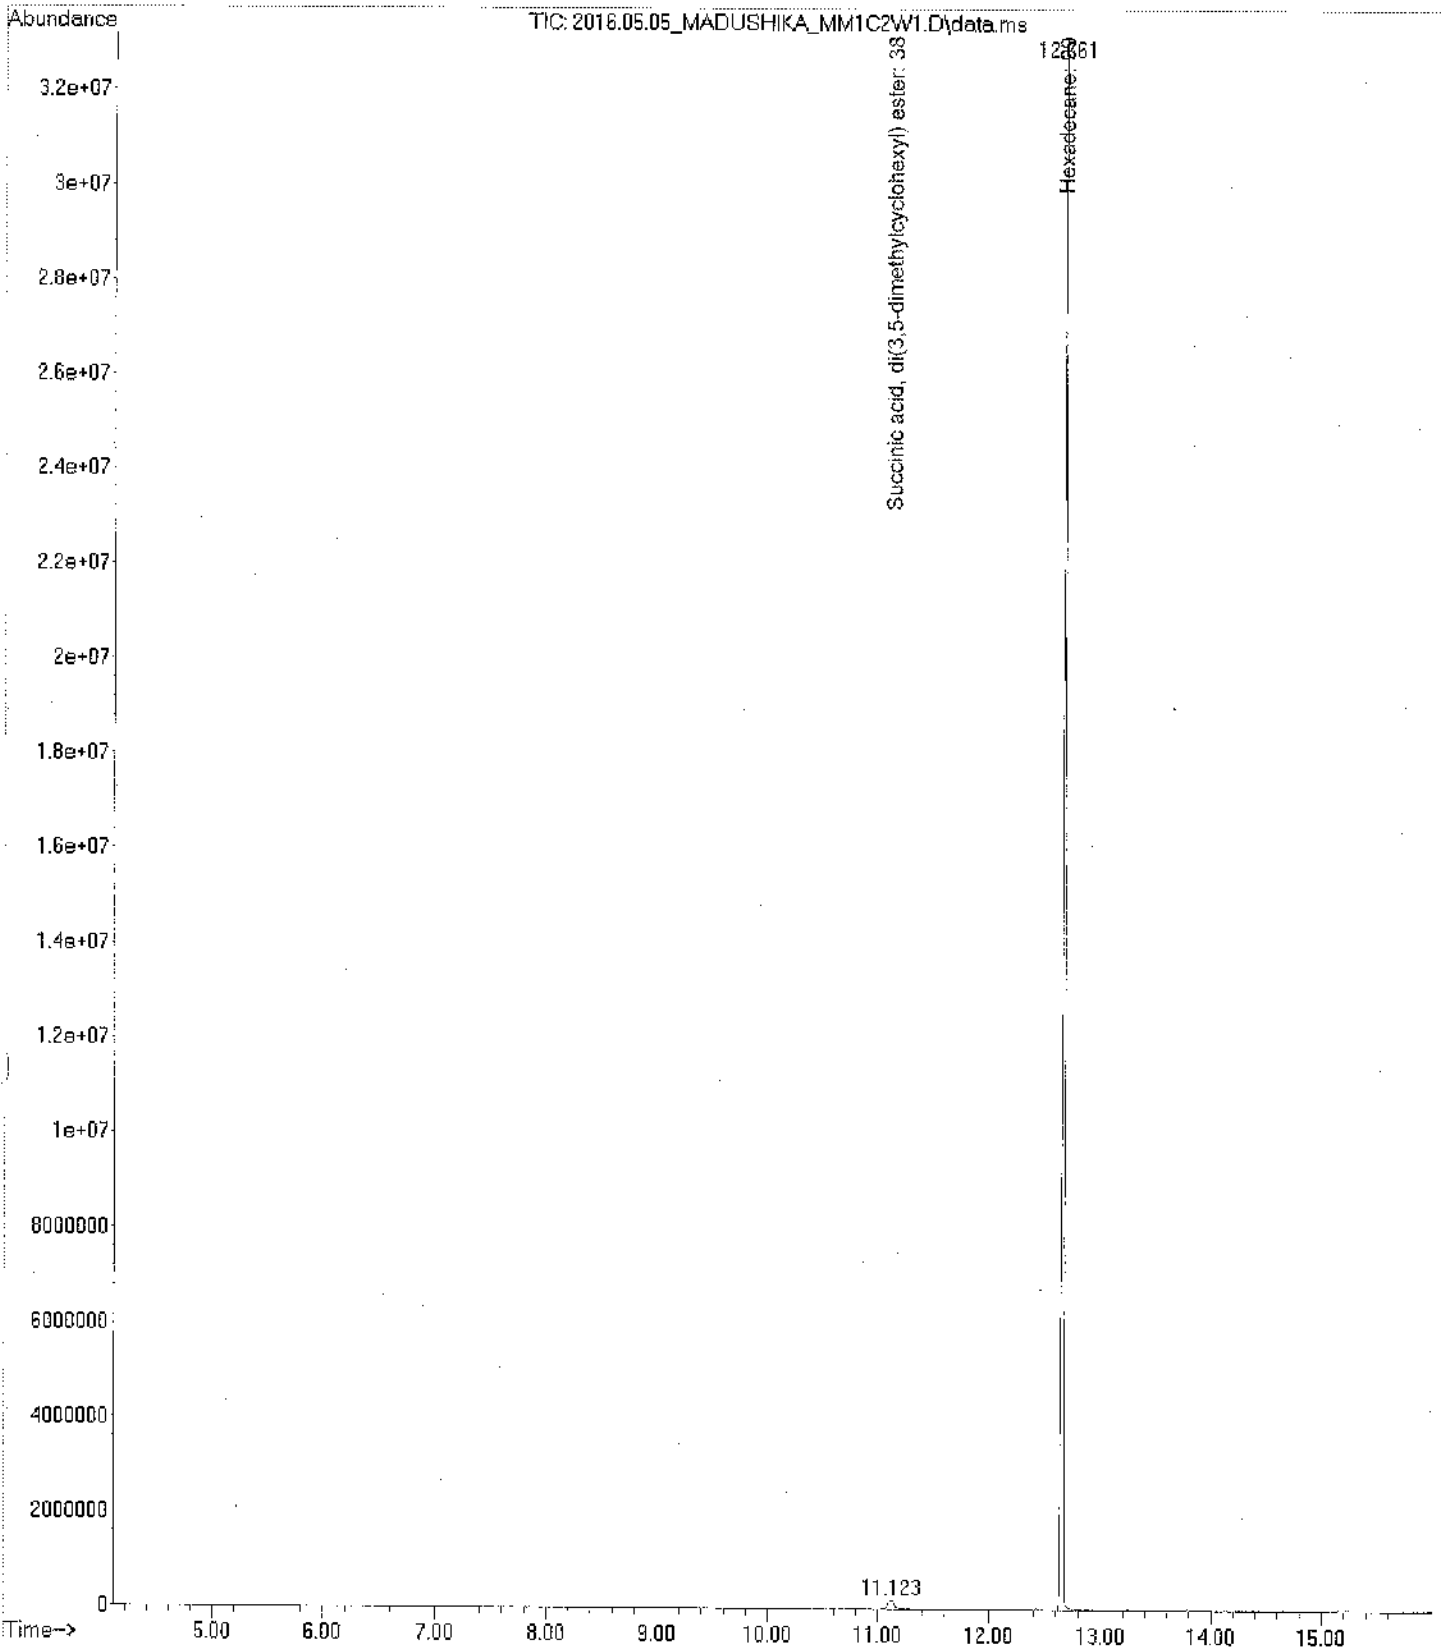 Abundance
TIC: 2016.05.05_MADUSHIKA_MM1C2W1.D\data.ms
Succinic acid, di(3,5-dimethylcyclohexyl) ester: 38
Hexadecane:
3.2e+07
3e+07
2.8e+07
2.6e+07
2.4e+07
2.2e+07
2e+07
1.8e+07
1.6e+07
1.4e+07
1.2e+07
1e+07
8000000
6000000
4000000
2000000
0
11.123
Time-->
5.00 6.00 7.00 8.00 9.00 10.00 11.00 12.00 13.00 14.00 15.00